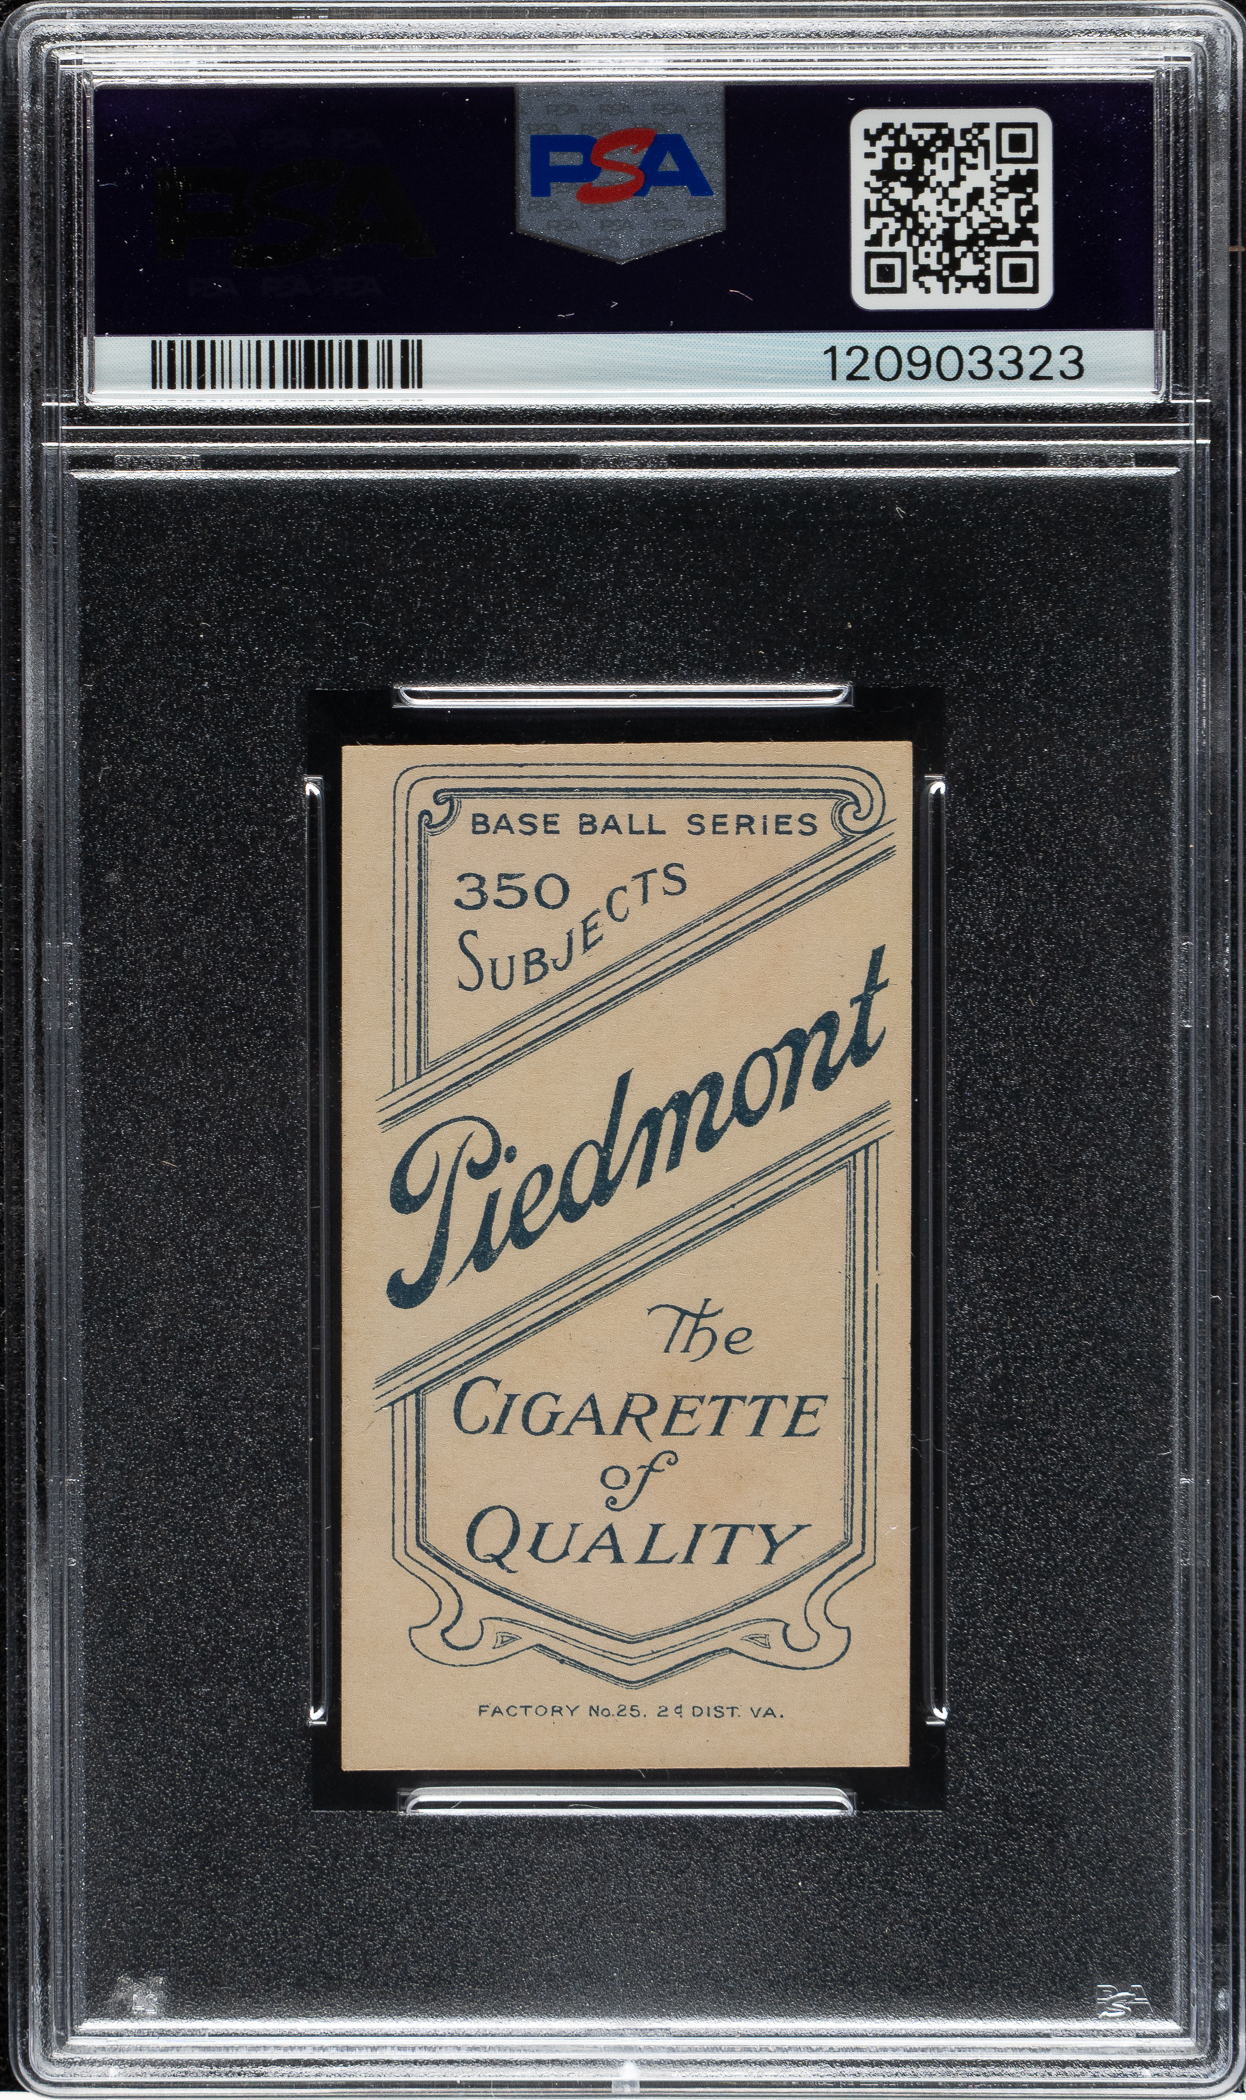 PSA
120903323
BASE BALL SERIES
350
SUBJECTS
Piedmont
The
CIGARETTE
of
QUALITY
FACTORY No. 25. 2d DIST. VA.